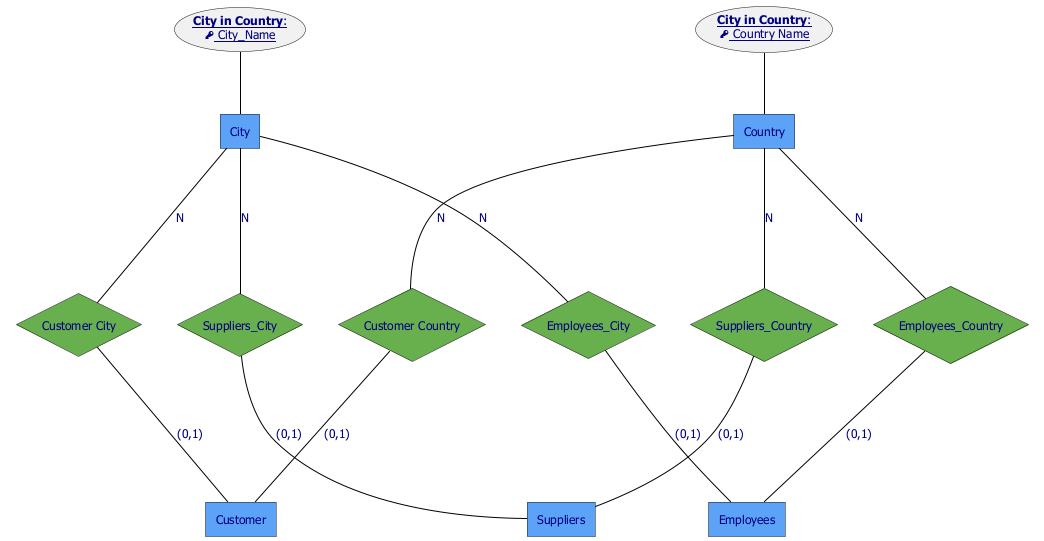 City in Country:
City_Name
City in Country:
Country Name
City
Country
N
N
N
N
N
N
Customer City
Suppliers_City
Customer Country
Employees_City
Suppliers_Country
Employees_Country
(0,1)
(0,1)
(0,1)
(0,1)
(0,1)
(0,1)
Customer
Suppliers
Employees